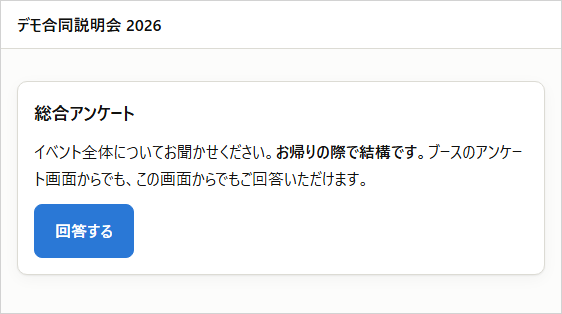 デモ合同説明会 2026
総合アンケート
イベント全体についてお聞かせください。お帰りの際で結構です。ブースのアンケー
ト画面からでも、この画面からでもご回答いただけます。
回答する